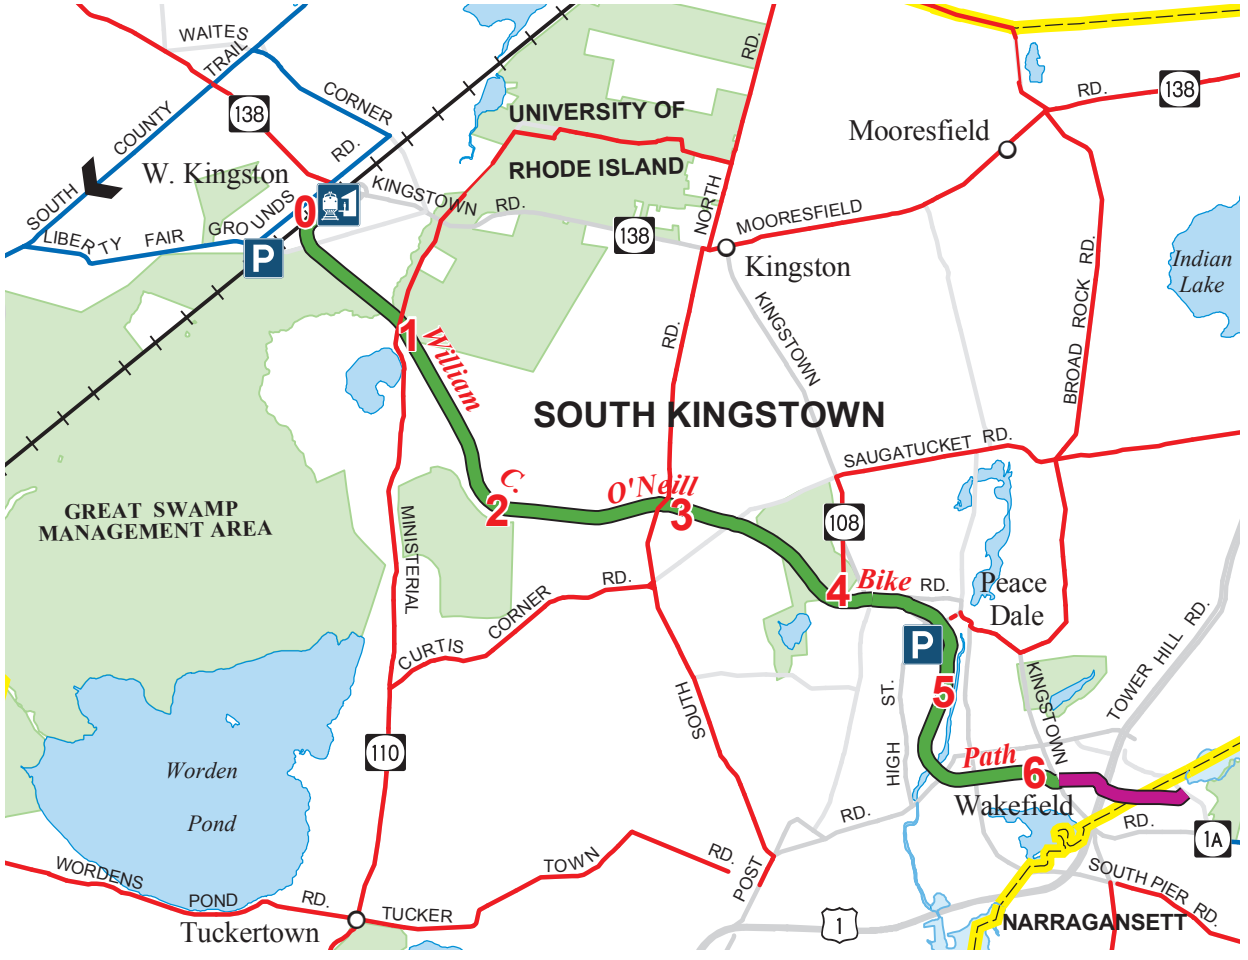 WAITES
TRAIL
COUNTY
SOUTH
138
CORNER
RD.
W. Kingston
LIBERTY FAIR GROUNDS
P
0
KINGSTOWN RD.
UNIVERSITY OF
RHODE ISLAND
RD.
NORTH
138
Kingston
MOORESFIELD
Mooresfield
RD.
138
BROAD ROCK RD.
Indian
Lake
1
William
2
C.
O'Neill
3
4
Bike
5
Path
6
RD.
KINGSTOWN
SOUTH KINGSTOWN
SAUGATUCKET RD.
108
GREAT SWAMP
MANAGEMENT AREA
MINISTERIAL
CURTIS CORNER RD.
RD.
Peace
Dale
P
ST.
HIGH
KINGSTOWN
TOWER HILL RD.
SOUTH
110
Worden
Pond
Wakefield
RD.
RD.
1A
WORDENS POND RD.
Tuckertown
TUCKER TOWN RD.
POST
1
SOUTH PIER RD.
NARRAGANSETT